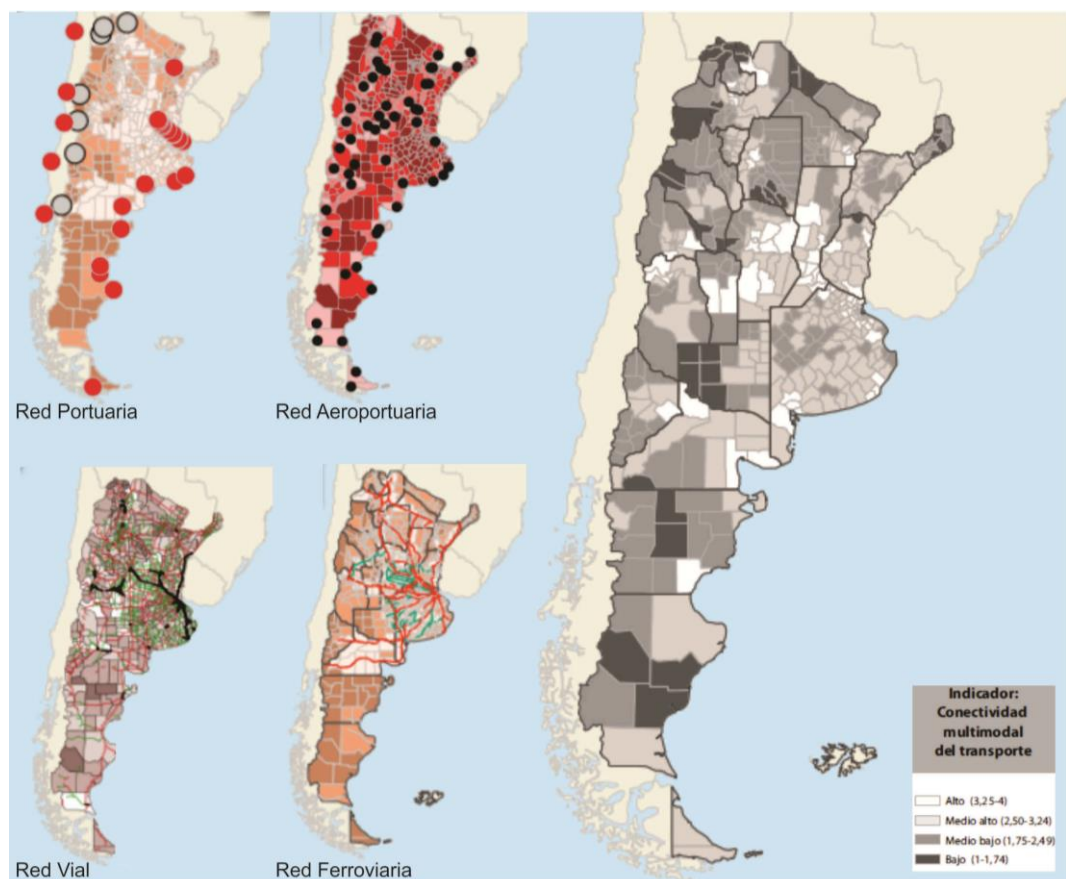 Red Portuaria
Red Aeroportuaria
Red Vial
Red Ferroviaria
Indicador:
Conectividad
multimodal
del transporte
Alto (3,25-4)
Medio alto (2,50-3,24)
Medio bajo (1,75-2,49)
Bajo (1-1,74)